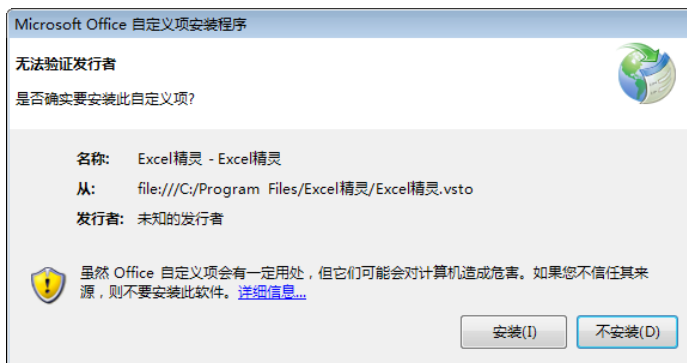 Microsoft Office 自定义项安装程序
无法验证发行者
是否确实要安装此自定义项?
名称: Excel精灵 - Excel精灵
从: file:///C:/Program Files/Excel精灵/Excel精灵.vsto
发行者: 未知的发行者
虽然 Office 自定义项会有一定用处，但它们可能会对计算机造成危害。如果您不信任其来
源，则不要安装此软件。详细信息...
安装(I) 不安装(D)